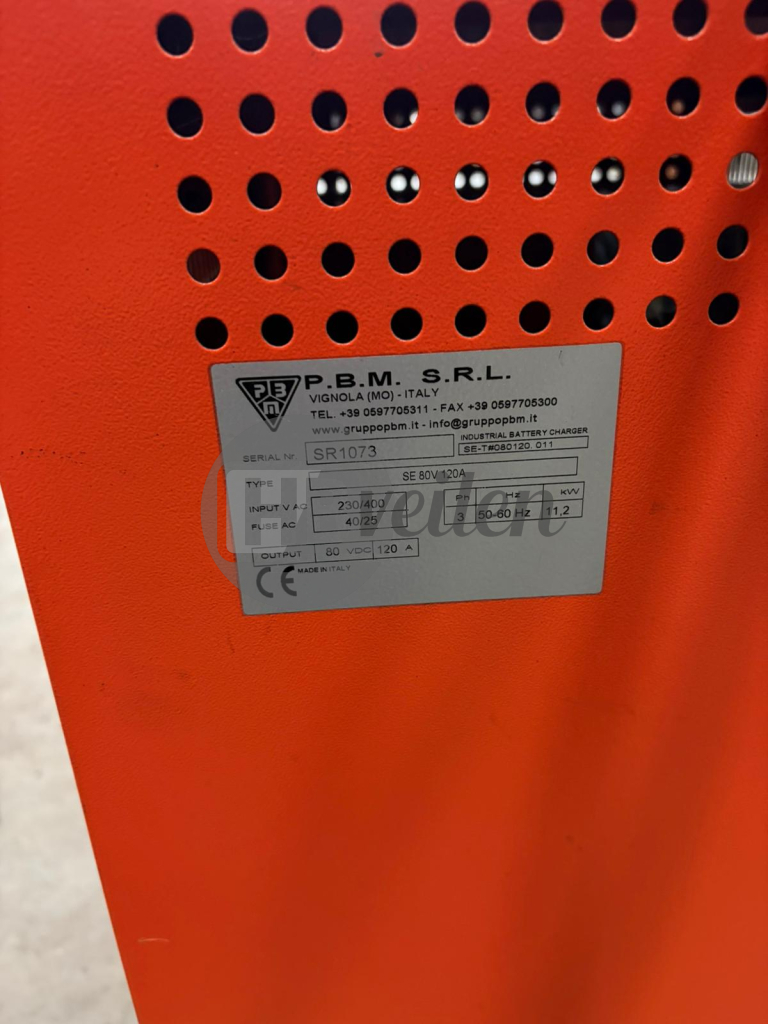 PBM P.B.M. S.R.L.
VIGNOLA (MO) - ITALY
TEL. +39 0597705311 - FAX +39 0597705300
www.gruppopbm.it - info@gruppopbm.it
SERIAL Nr. SR1073
INDUSTRIAL BATTERY CHARGER
SE-T#080120.011
TYPE SE 80V 120A
INPUT V AC 230/400 PH Hz kW
FUSE AC 40/25 3 50-60 Hz 11,2
OUTPUT 80 VDC 120 A
CE MADE IN ITALY
veilen